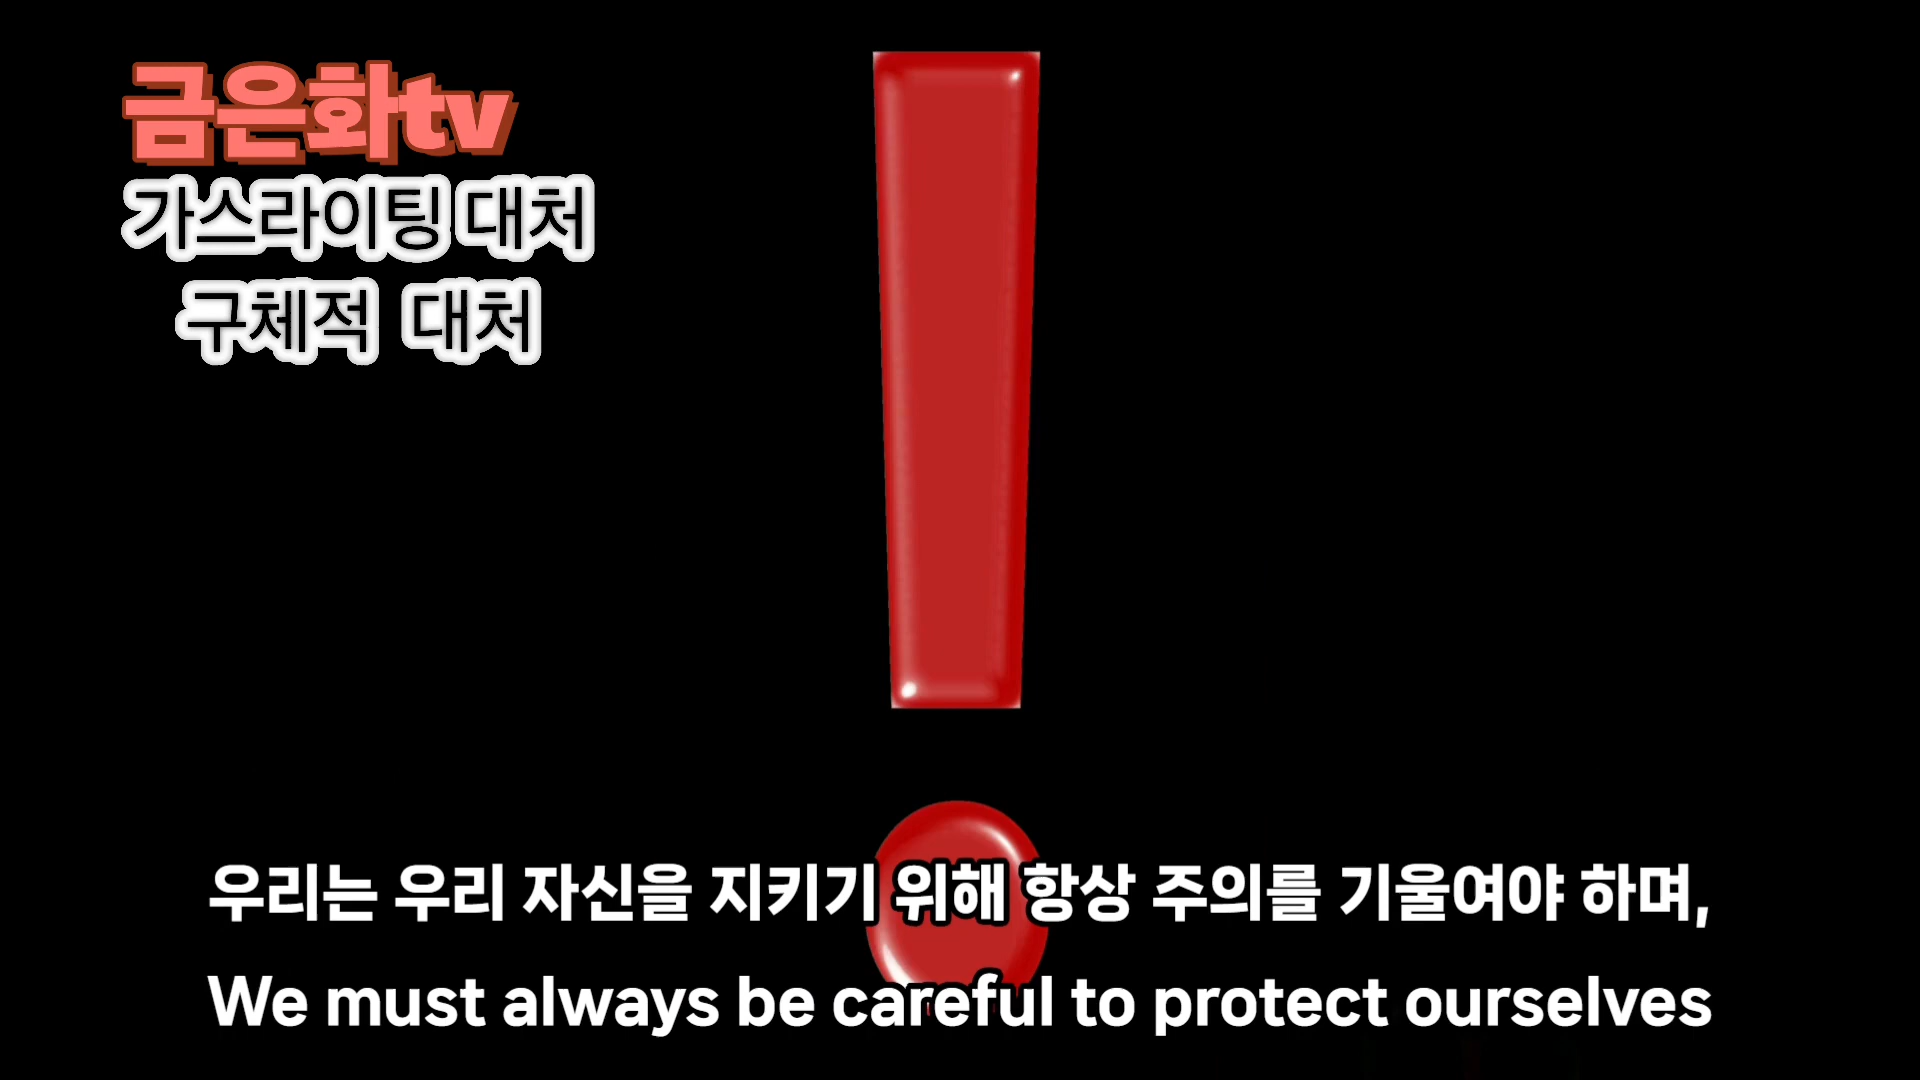 금은화tv
가스라이팅 대처
구체적 대처
우리는 우리 자신을 지키기 위해 항상 주의를 기울여야 하며,
We must always be careful to protect ourselves